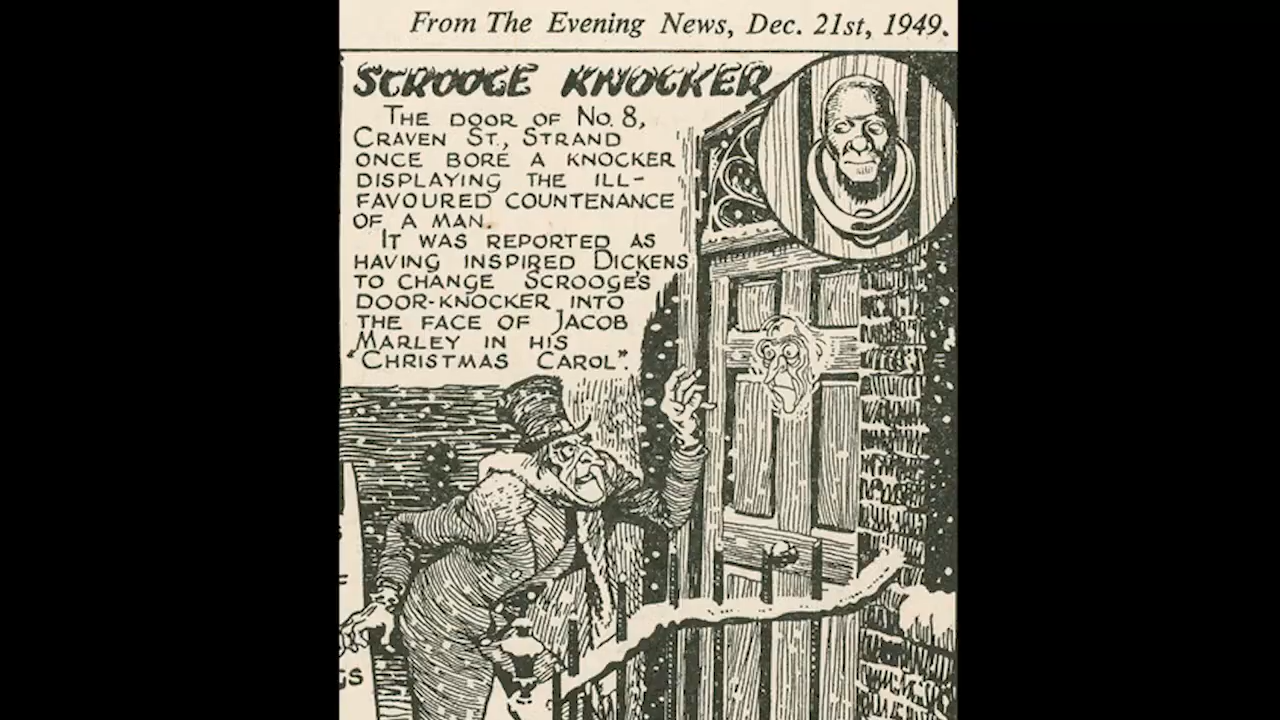 From The Evening News, Dec. 21st, 1949.
SCROOGE KNOCKER
THE DOOR OF NO. 8,
CRAVEN ST., STRAND
ONCE BORE A KNOCKER
DISPLAYING THE ILL-
FAVOURED COUNTENANCE
OF A MAN.
IT WAS REPORTED AS
HAVING INSPIRED DICKENS
TO CHANGE SCROOGE'S
DOOR-KNOCKER INTO
THE FACE OF JACOB
MARLEY IN HIS
"CHRISTMAS CAROL".
GS